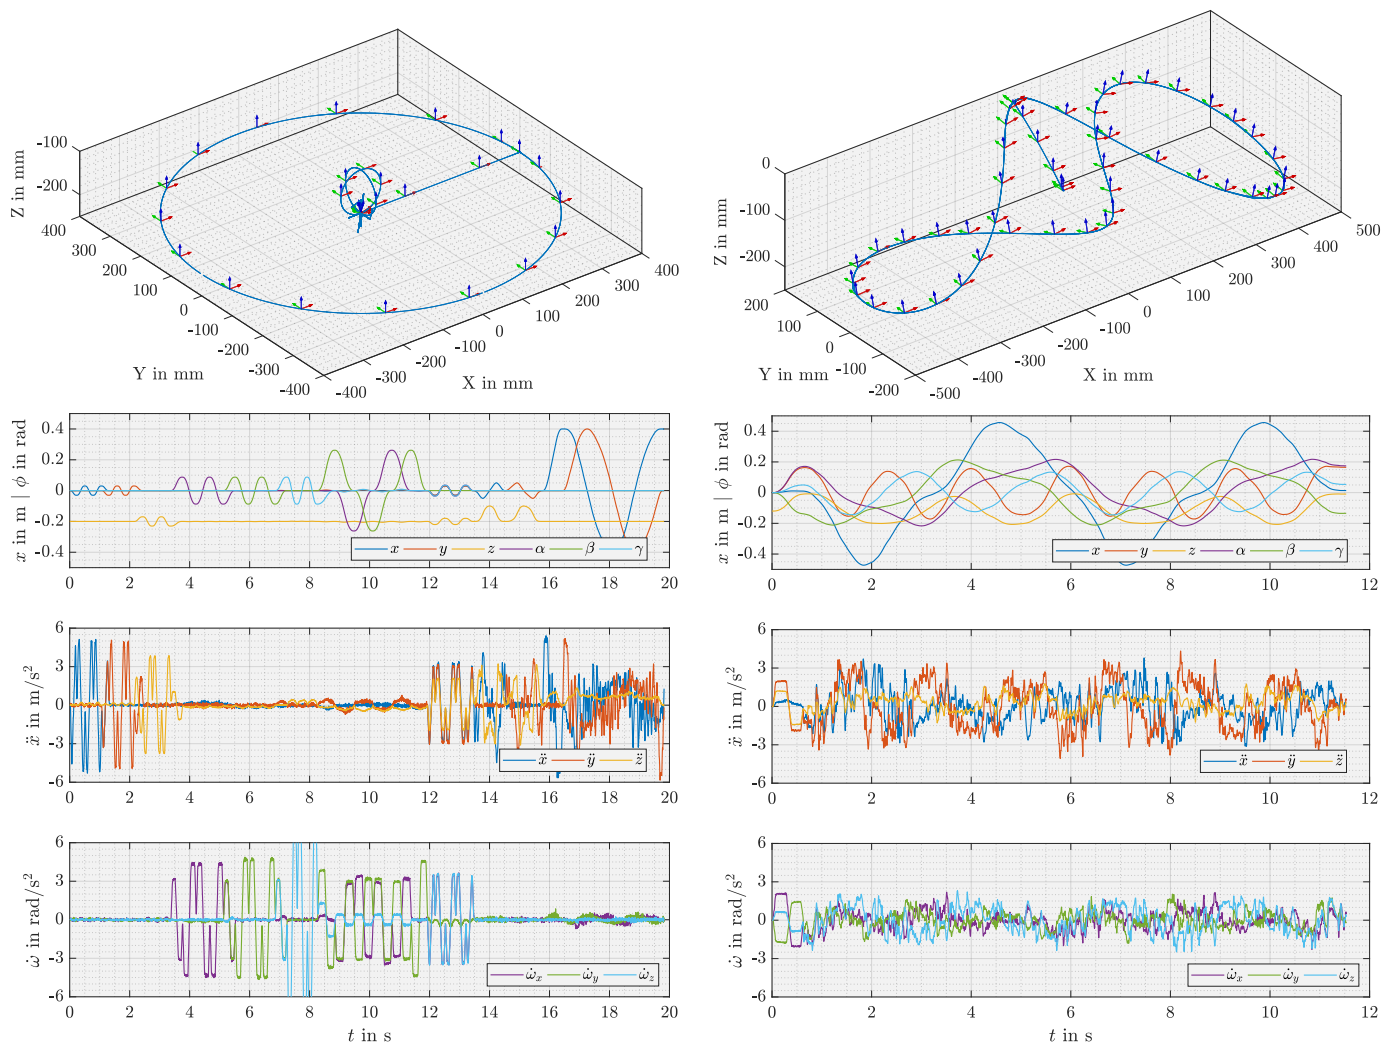 Z in mm
-100
-200
-300
400
300
200
100
0
-100
-200
-300
-400
Y in mm
-400
-300
-200
-100
0
100
200
300
400
X in mm
Z in mm
0
-100
-200
200
100
0
-100
-200
Y in mm
-500
-400
-300
-200
-100
0
100
200
300
400
500
X in mm
x in m | ϕ in rad
0.4
0.2
0
-0.2
-0.4
x y z α β γ
0 2 4 6 8 10 12 14 16 18 20
x in m | ϕ in rad
0.4
0.2
0
-0.2
-0.4
x y z α β γ
0 2 4 6 8 10 12
ẍ in m/s²
6
3
0
-3
-6
ẍ ÿ z̈
0 2 4 6 8 10 12 14 16 18 20
ẍ in m/s²
6
3
0
-3
-6
ẍ ÿ z̈
0 2 4 6 8 10 12
ω̇ in rad/s²
6
3
0
-3
-6
ω̇x ω̇y ω̇z
0 2 4 6 8 10 12 14 16 18 20
t in s
ω̇ in rad/s²
6
3
0
-3
-6
ω̇x ω̇y ω̇z
0 2 4 6 8 10 12
t in s